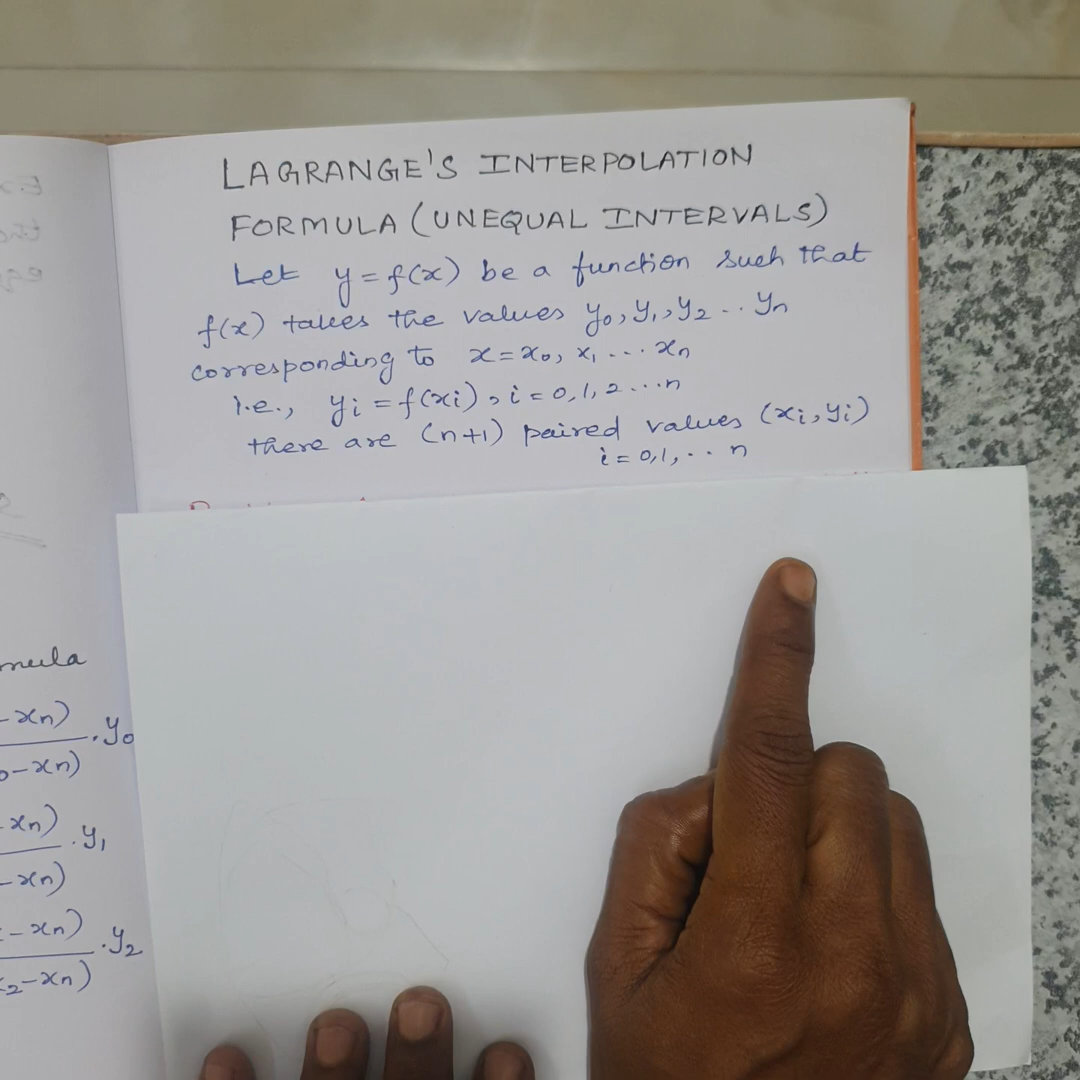 LAGRANGE'S INTERPOLATION
FORMULA (UNEQUAL INTERVALS)
Let y = f(x) be a function such that
f(x) takes the values y₀, y₁, y₂ .. yₙ
corresponding to x = x₀, x₁ ... xₙ
i.e., yᵢ = f(xᵢ), i = 0, 1, 2 ... n
there are (n+1) paired values (xᵢ, yᵢ)
i = 0, 1, .. n
- xₙ)
. y₀
- xₙ)
xₙ)
. y₁
- xₙ)
- xₙ)
. y₂
₂ - xₙ)